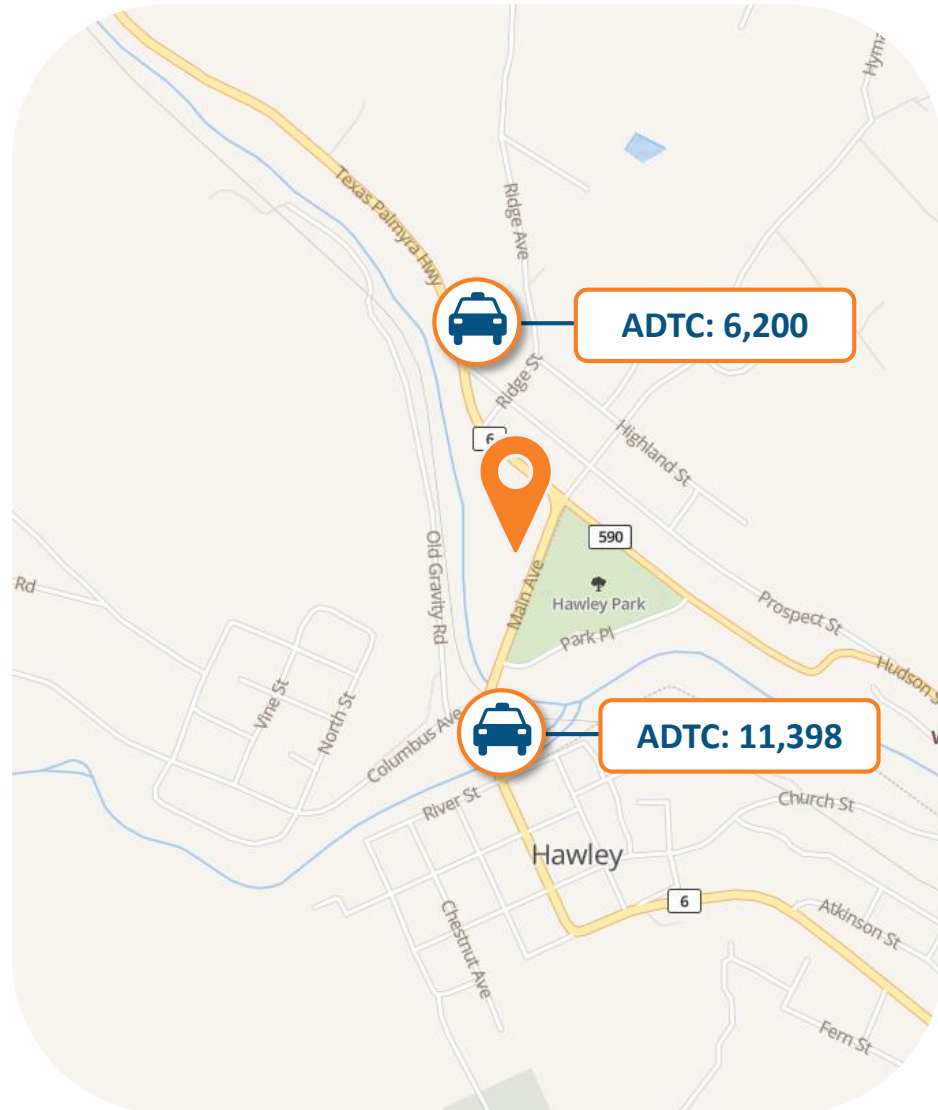 Hyma
Texas Palmyra Hwy
Ridge Ave
ADTC: 6,200
Ridge St
6
Highland St
590
Old Gravity Rd
Main Ave
Hawley Park
Rd
Park Pl
Prospect St
Hudson S
Vine St
North St
Columbus Ave
ADTC: 11,398
River St
Church St
Hawley
6
Chestnut Ave
Atkinson St
Fern St